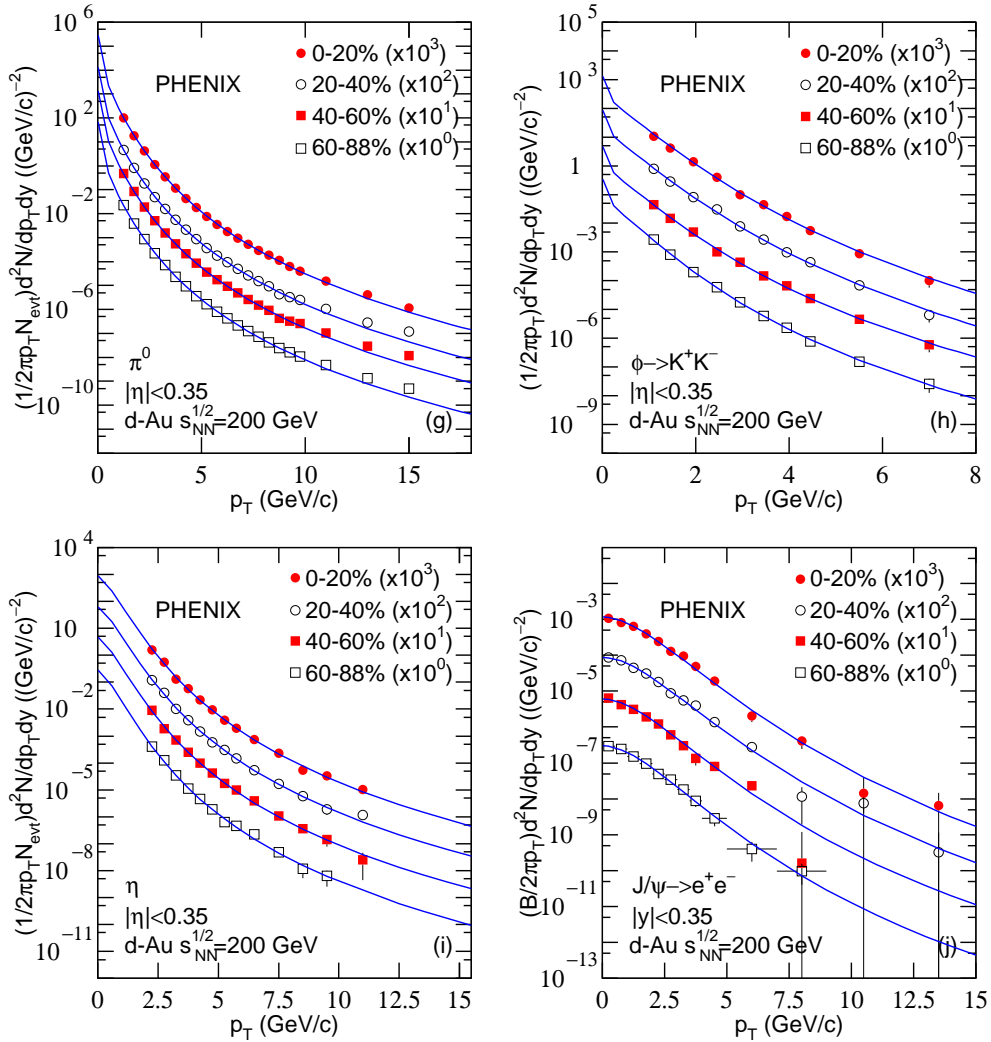 (1/2πp_T N_evt)d²N/dp_Tdy ((GeV/c)⁻²)
10⁶
10²
10⁻²
10⁻⁶
10⁻¹⁰
PHENIX
0-20% (x10³)
20-40% (x10²)
40-60% (x10¹)
60-88% (x10⁰)
π⁰
|η|<0.35
d-Au s_NN^1/2=200 GeV
(g)
0 5 10 15
p_T (GeV/c)
(1/2πp_T)d²N/dp_Tdy ((GeV/c)⁻²)
10⁵
10³
1
10⁻³
10⁻⁶
10⁻⁹
PHENIX
0-20% (x10³)
20-40% (x10²)
40-60% (x10¹)
60-88% (x10⁰)
ϕ->K⁺K⁻
|η|<0.35
d-Au s_NN^1/2=200 GeV
(h)
0 2 4 6 8
p_T (GeV/c)
(1/2πp_T N_evt)d²N/dp_Tdy ((GeV/c)⁻²)
10⁴
10
10⁻²
10⁻⁵
10⁻⁸
10⁻¹¹
PHENIX
0-20% (x10³)
20-40% (x10²)
40-60% (x10¹)
60-88% (x10⁰)
η
|η|<0.35
d-Au s_NN^1/2=200 GeV
(i)
0 2.5 5 7.5 10 12.5 15
p_T (GeV/c)
(B/2πp_T)d²N/dp_Tdy ((GeV/c)⁻²)
10⁻³
10⁻⁵
10⁻⁷
10⁻⁹
10⁻¹¹
10⁻¹³
PHENIX
0-20% (x10³)
20-40% (x10²)
40-60% (x10¹)
60-88% (x10⁰)
J/ψ->e⁺e⁻
|y|<0.35
d-Au s_NN^1/2=200 GeV
(j)
0 2.5 5 7.5 10 12.5 15
p_T (GeV/c)